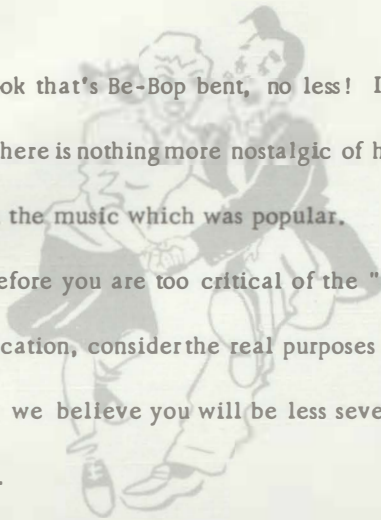 ok that's Be-Bop bent, no less!
here is nothing more nostalgic of h
the music which was popular.
efore you are too critical of the "
cation, consider the real purposes
we believe you will be less seve
.